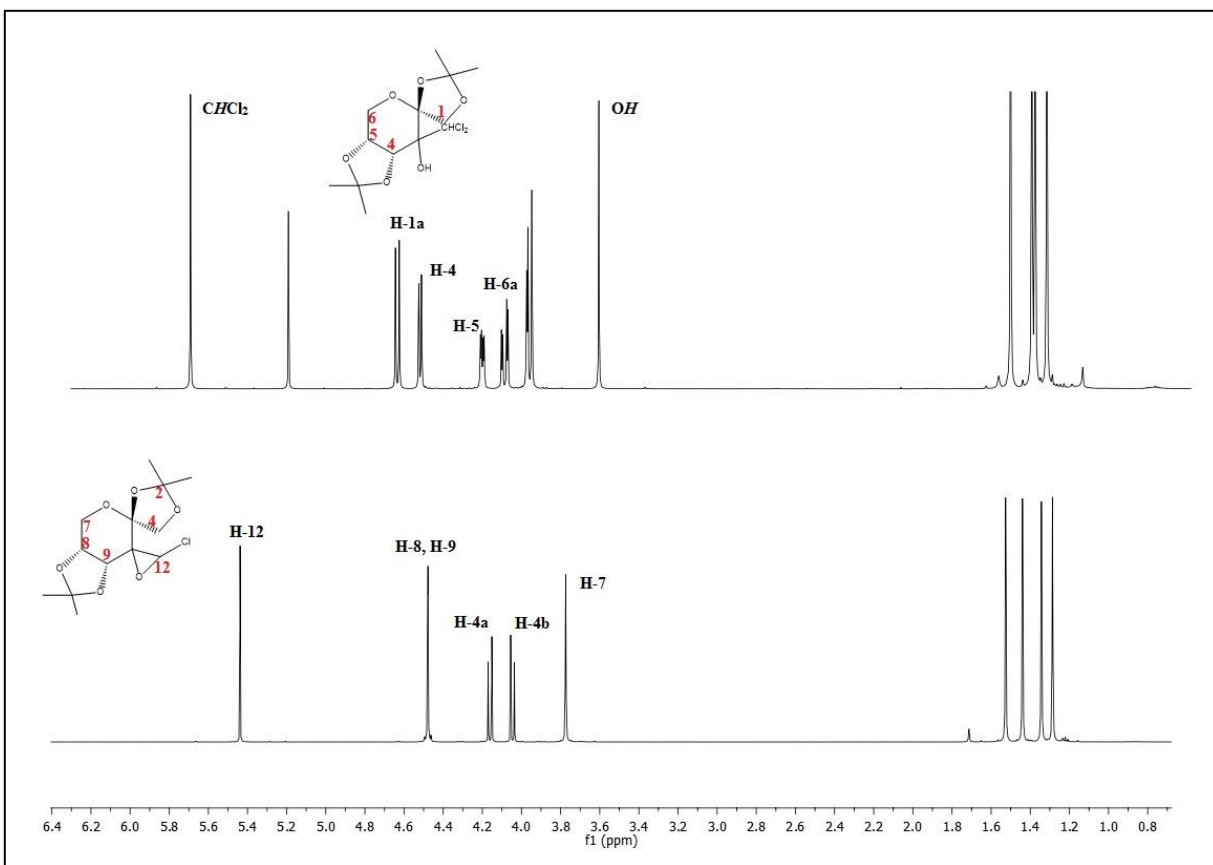 O
O
O
O
1
CHCl₂
6
5
4
O
O
OH
CHCl₂
OH
H-1a
H-4
H-6a
H-5
O
2
O
O
7
4
8
9
Cl
O
12
O
O
H-12
H-8, H-9
H-7
H-4a
H-4b
6.4 6.2 6.0 5.8 5.6 5.4 5.2 5.0 4.8 4.6 4.4 4.2 4.0 3.8 3.6 3.4 3.2 3.0 2.8 2.6 2.4 2.2 2.0 1.8 1.6 1.4 1.2 1.0 0.8
f1 (ppm)